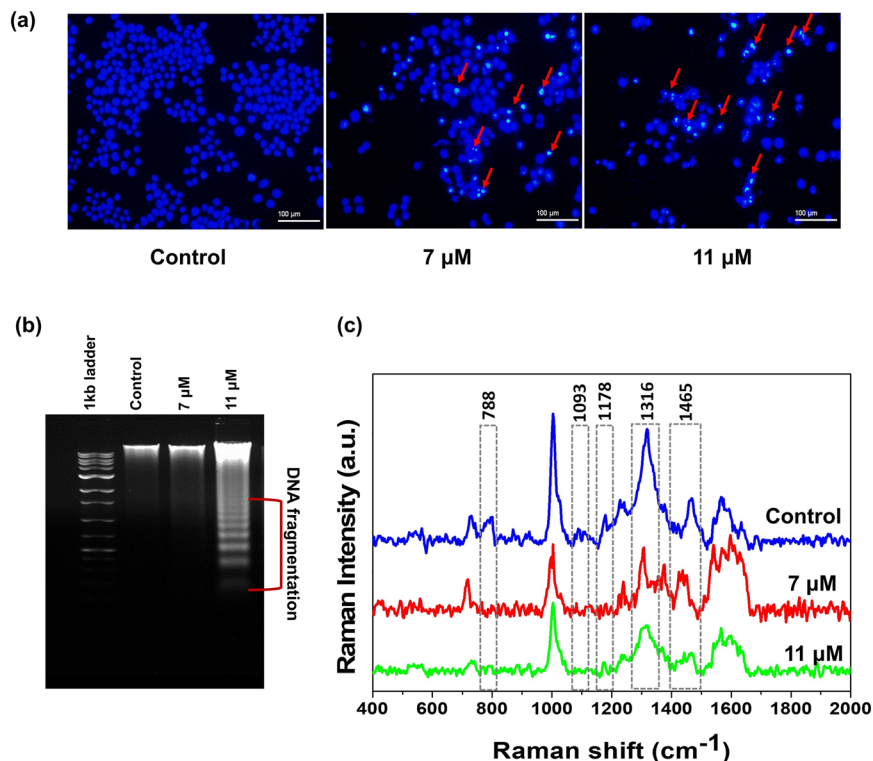 (a)
100 µm
100 µm
100 µm
Control
7 µM
11 µM
(b)
1kb ladder
Control
7 µM
11 µM
DNA fragmentation
(c)
788
1093
1178
1316
1465
Control
7 µM
11 µM
Raman Intensity (a.u.)
400 600 800 1000 1200 1400 1600 1800 2000
Raman shift (cm⁻¹)